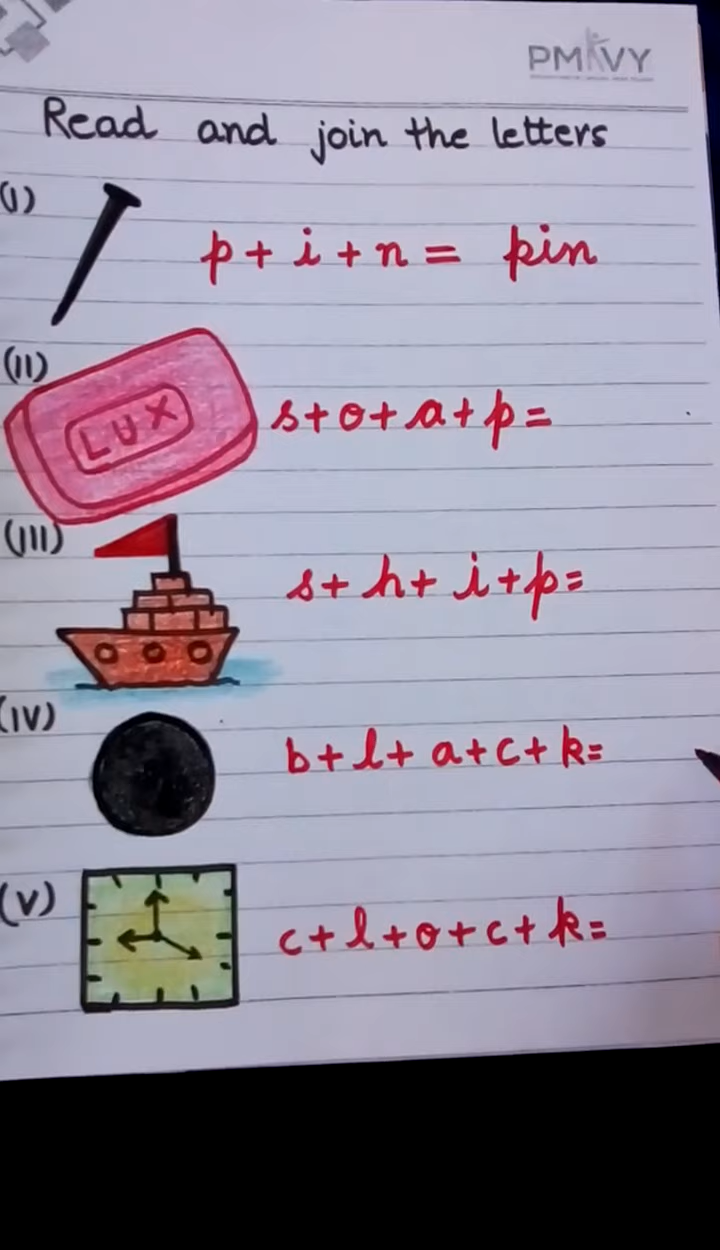 PMKVY
Read and join the letters
(I)
p + i + n = pin
(II)
LUX
s+o+a+p=
(III)
s+h+i+p=
(IV)
b+l+a+c+k=
(V)
c+l+o+c+k=